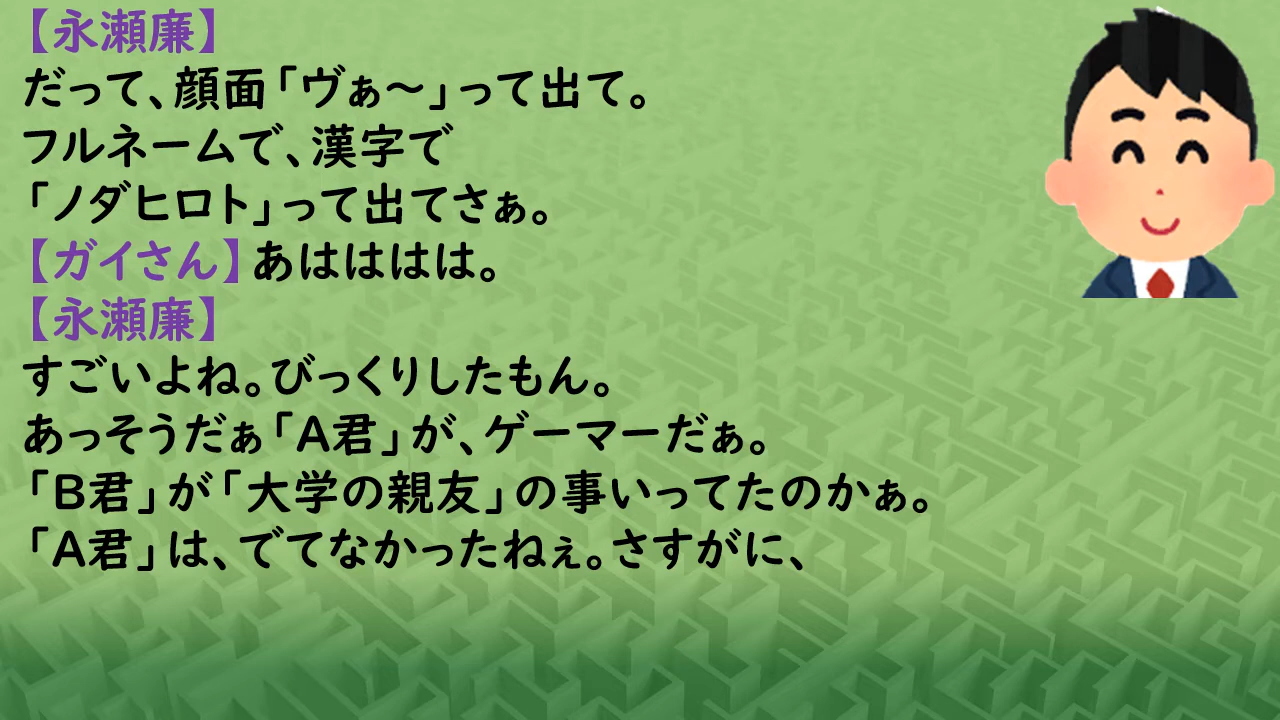 【永瀬廉】
だって、顔面「ヴぁ～」って出て。
フルネームで、漢字で
「ノダヒロト」って出てさぁ。
【ガイさん】あはははは。
【永瀬廉】
すごいよね。びっくりしたもん。
あっそうだぁ「A君」が、ゲーマーだぁ。
「B君」が「大学の親友」の事いってたのかぁ。
「A君」は、でてなかったねぇ。さすがに、